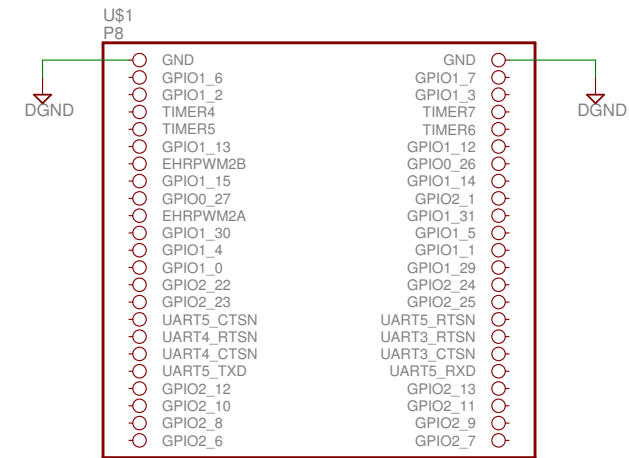 U$1
P8
GND GND
GPIO1_6 GPIO1_7
GPIO1_2 GPIO1_3
DGND TIMER4 TIMER7 DGND
TIMER5 TIMER6
GPIO1_13 GPIO1_12
EHRPWM2B GPIO0_26
GPIO1_15 GPIO1_14
GPIO0_27 GPIO2_1
EHRPWM2A GPIO1_31
GPIO1_30 GPIO1_5
GPIO1_4 GPIO1_1
GPIO1_0 GPIO1_29
GPIO2_22 GPIO2_24
GPIO2_23 GPIO2_25
UART5_CTSN UART5_RTSN
UART4_RTSN UART3_RTSN
UART4_CTSN UART3_CTSN
UART5_TXD UART5_RXD
GPIO2_12 GPIO2_13
GPIO2_10 GPIO2_11
GPIO2_8 GPIO2_9
GPIO2_6 GPIO2_7